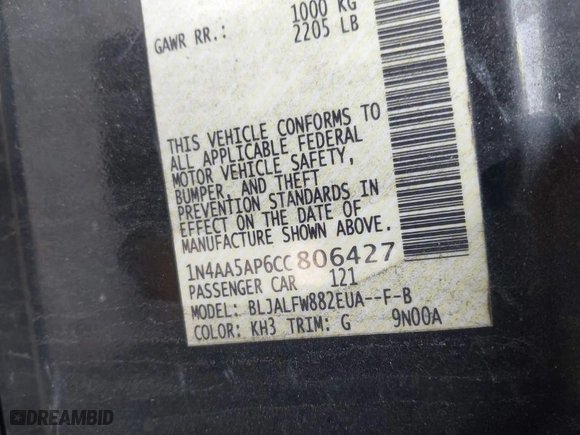 1000 KG
GAWR RR.: 2205 LB
THIS VEHICLE CONFORMS TO
ALL APPLICABLE FEDERAL
MOTOR VEHICLE SAFETY,
BUMPER, AND THEFT
PREVENTION STANDARDS IN
EFFECT ON THE DATE OF
MANUFACTURE SHOWN ABOVE.
1N4AA5AP6CC806427
PASSENGER CAR 121
MODEL: BLJALFW882EUA--F-B
COLOR: KH3 TRIM: G 9N00A
DREAMBID